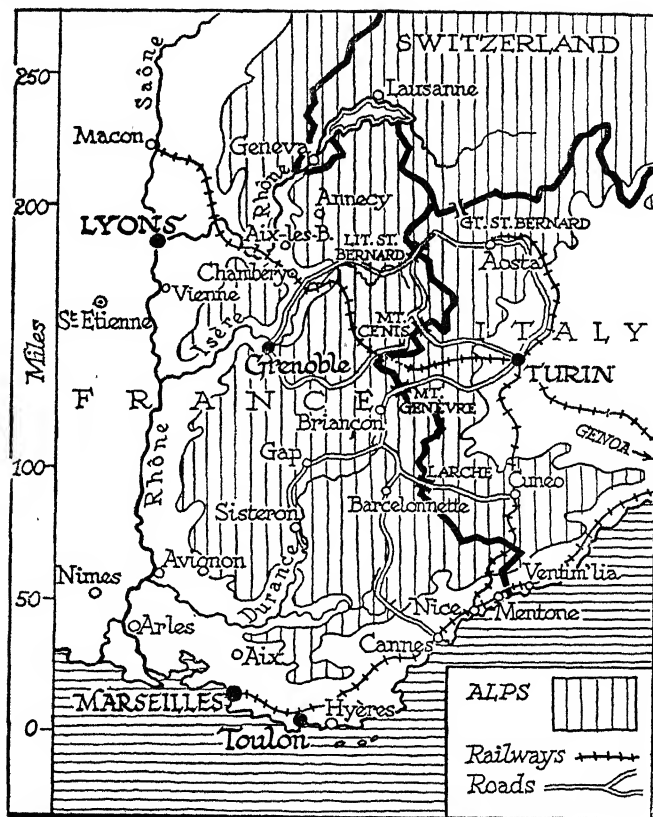 SWITZERLAND
250
Saône
Lausanne
Macon
Geneva
Rhône
Annecy
200
GT. ST. BERNARD
LYONS
Aix-les-B.
LIT. ST.
BERNARD
Aosta
Chambéry
Vienne
St Etienne
Isère
MT.
CENIS
ITALY
Miles
Grenoble
TURIN
FRANCE
MT.
GENÈVRE
Briançon
GENOA
100
Rhône
Gap
LARCHE
Cuneo
Barcelonnette
Sisteron
Avignon
Nimes
Durance
Ventim'lia
50
Nice
Mentone
Arles
Cannes
Aix
ALPS
MARSEILLES
Hyères
0
Toulon
Railways
Roads